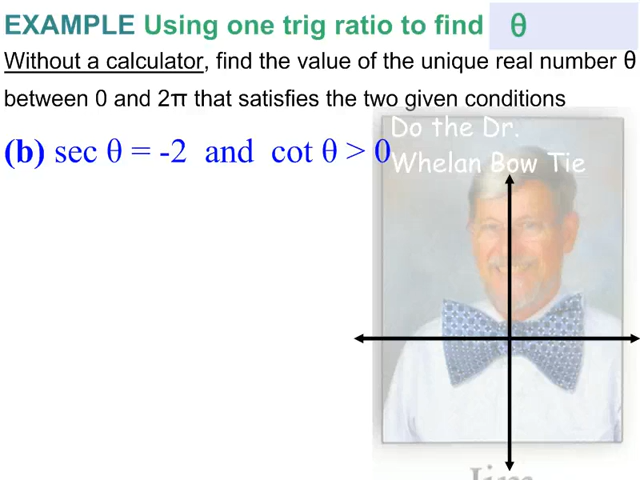 EXAMPLE Using one trig ratio to find θ
Without a calculator, find the value of the unique real number θ
between 0 and 2π that satisfies the two given conditions
Do the Dr.
(b) sec θ = -2 and cot θ > 0
Whelan Bow Tie